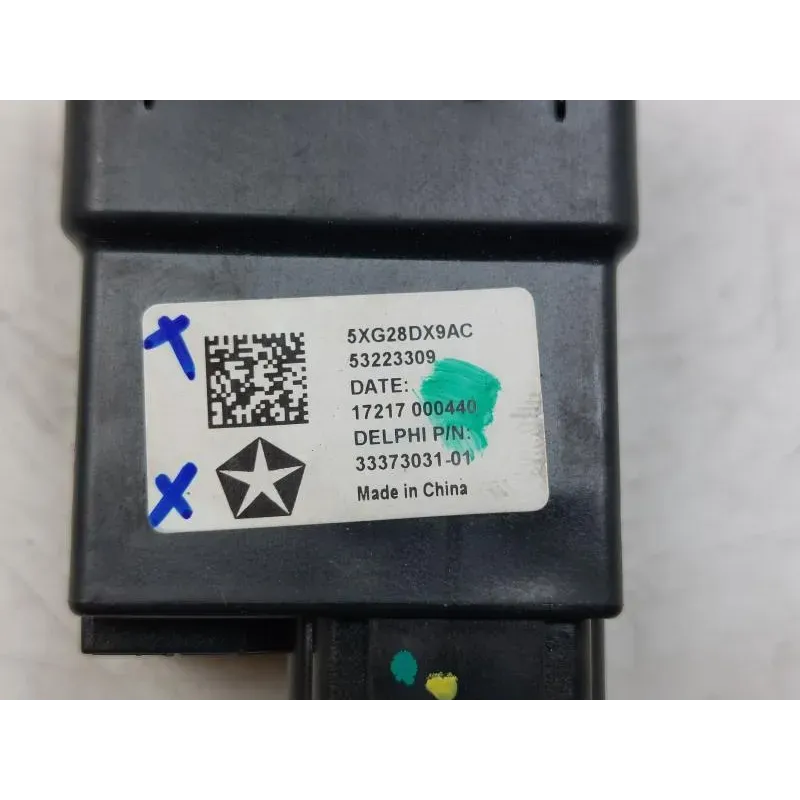 5XG28DX9AC
53223309
DATE:
17217 000440
DELPHI P/N:
33373031-01
Made in China